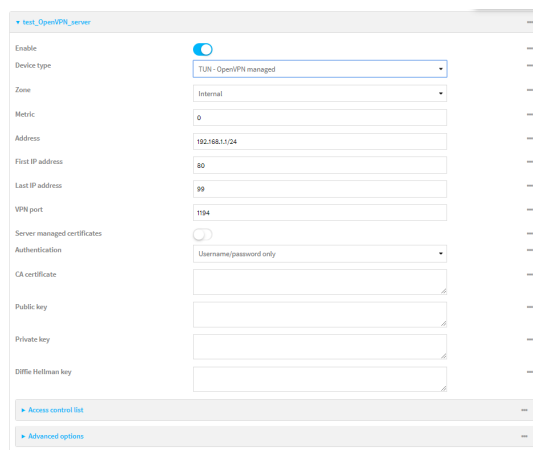 test_OpenVPN_server
Enable
Device type
TUN - OpenVPN managed
Zone
Internal
Metric
0
Address
192.168.1.1/24
First IP address
80
Last IP address
99
VPN port
1194
Server managed certificates
Authentication
Username/password only
CA certificate
Public key
Private key
Diffie Hellman key
Access control list
Advanced options